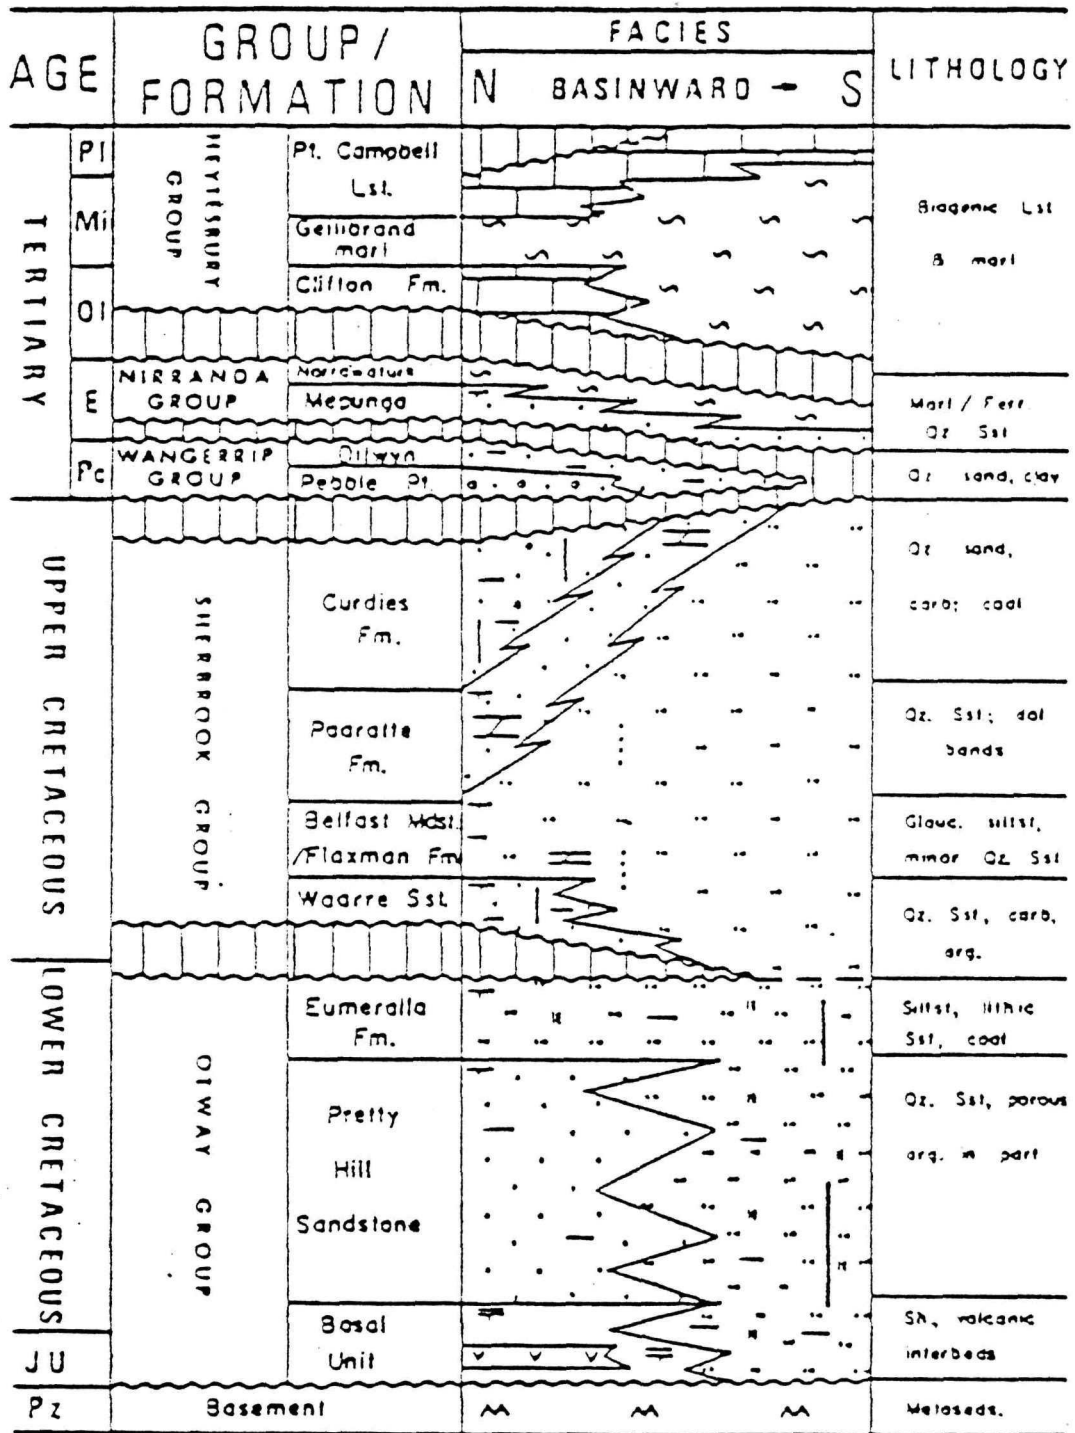 AGE
GROUP/
FORMATION
FACIES
N BASINWARD → S
LITHOLOGY
TERTIARY
Pl
Mi
Ol
E
Pc
HEYTESBURY
GROUP
Pt. Campbell
Lst.
Gellibrand
marl
Clifton Fm.
Biogenic Lst
& marl
NIRRANDA
GROUP
Narrawaturk
Mepunga
Marl / Ferr.
Qz Sst
WANGERRIP
GROUP
Dilwyn
Pebble Pt.
Qz sand, clay
UPPER CRETACEOUS
SHERBROOK GROUP
Curdies
Fm.
Qz sand,
carb; coal
Paaratte
Fm.
Qz. Sst; dol
bands
Belfast Mdst.
/Flaxman Fm
Glauc. siltst,
minor Qz Sst
Waarre Sst.
Qz. Sst, carb,
arg.
LOWER CRETACEOUS
OTWAY GROUP
Eumeralla
Fm.
Siltst, lithic
Sst, coal
Pretty
Hill
Sandstone
Qz. Sst, porous
arg. in part
JU
Basal
Unit
Sh, volcanic
interbeds
Pz
Basement
Metaseds.